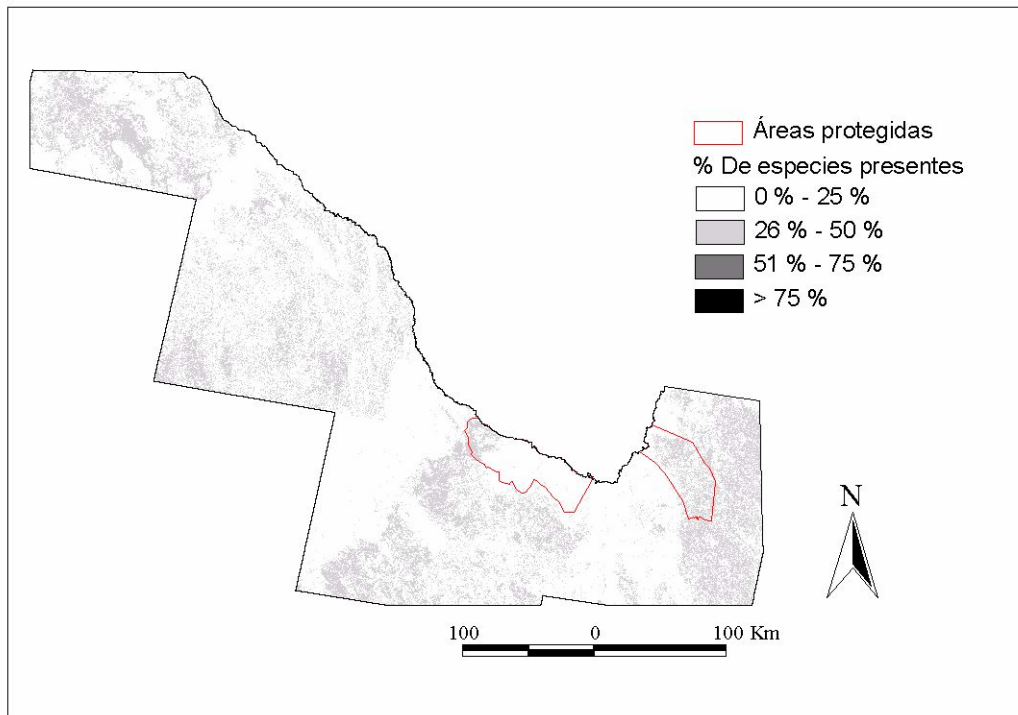 Áreas protegidas
% De especies presentes
0 % - 25 %
26 % - 50 %
51 % - 75 %
> 75 %
N
100 0 100 Km